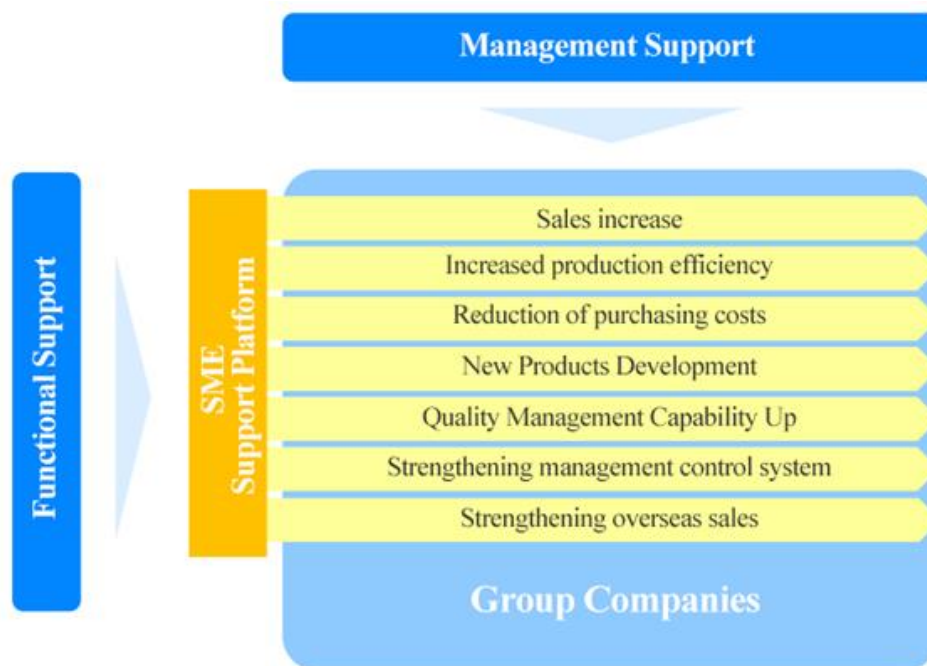 Management Support
Functional Support
SME
Support Platform
Sales increase
Increased production efficiency
Reduction of purchasing costs
New Products Development
Quality Management Capability Up
Strengthening management control system
Strengthening overseas sales
Group Companies